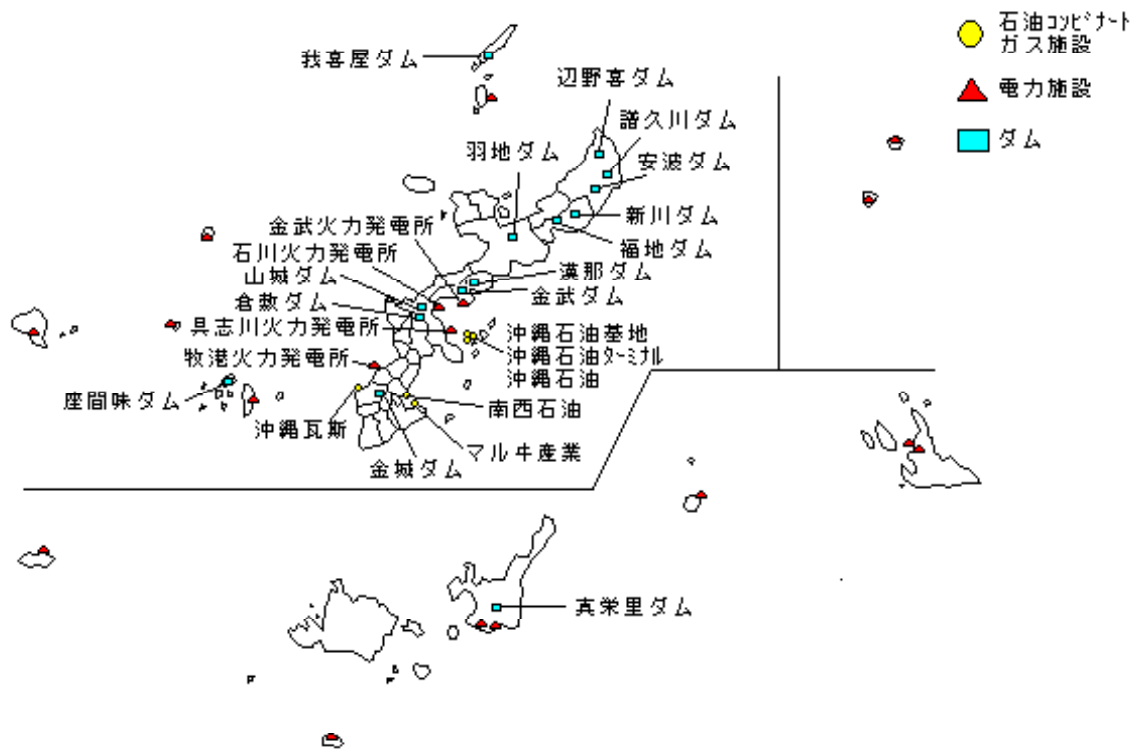 石油ｺﾝﾋﾞﾅｰﾄ
ガス施設
電力施設
ダム
我喜屋ダム
辺野喜ダム
譜久川ダム
羽地ダム
安波ダム
新川ダム
金武火力発電所
福地ダム
石川火力発電所
山城ダム
漢那ダム
倉敷ダム
金武ダム
具志川火力発電所
沖縄石油基地
沖縄石油ﾀｰﾐﾅﾙ
沖縄石油
牧港火力発電所
座間味ダム
南西石油
沖縄瓦斯
マルヰ産業
金城ダム
真栄里ダム